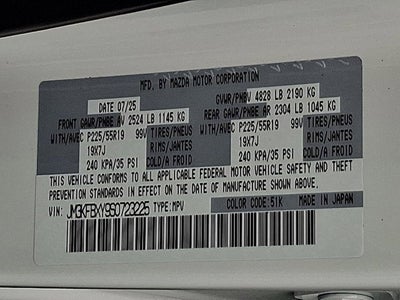 MFD. BY MAZDA MOTOR CORPORATION
DATE 07/25 GVWR/PNBV 4828 LB 2190 KG
FRONT GAWR/PNBE AV 2524 LB 1145 KG REAR GAWR/PNBE AR 2304 LB 1045 KG
WITH/AVEC P225/55R19 99V TIRES/PNEUS WITH/AVEC P225/55R19 99V TIRES/PNEUS
19X7J RIMS/JANTES 19X7J RIMS/JANTES
240 KPA/35 PSI COLD/A FROID 240 KPA/35 PSI COLD/A FROID
THIS VEHICLE CONFORMS TO ALL APPLICABLE FEDERAL MOTOR VEHICLE SAFETY AND THEFT
PREVENTION STANDARDS IN EFFECT ON THE DATE OF MANUFACTURE SHOWN ABOVE.
VIN: JM3KFBXY9S0723225 TYPE: MPV COLOR CODE: 51K MADE IN JAPAN